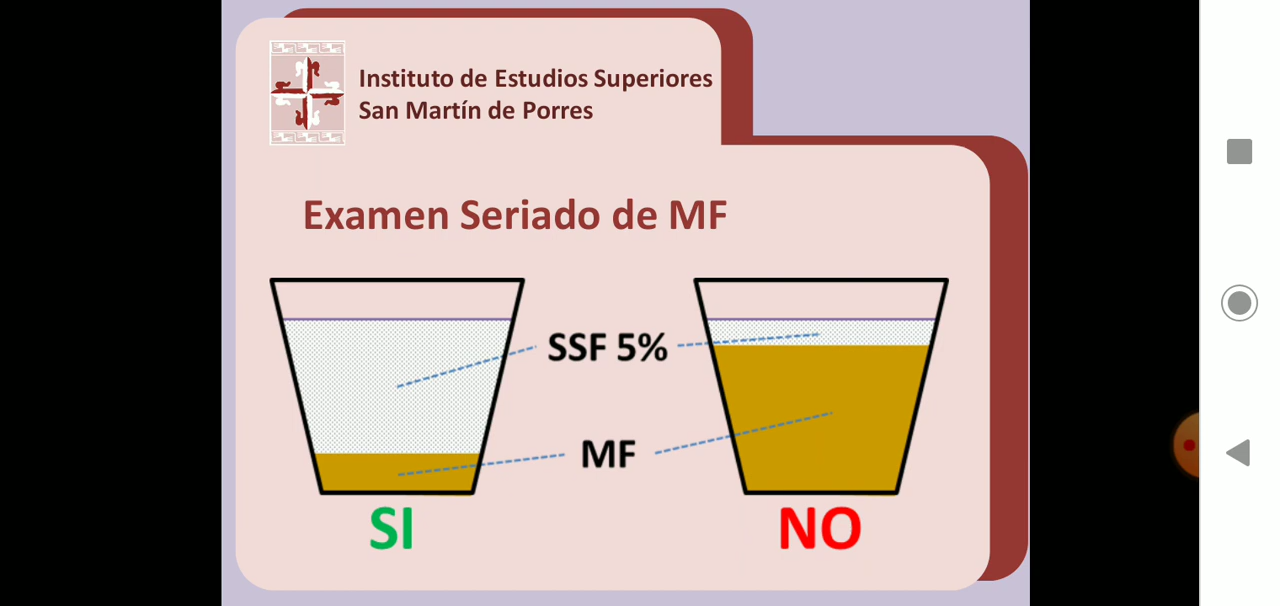 Instituto de Estudios Superiores
San Martín de Porres
Examen Seriado de MF
SSF 5%
MF
SI
NO